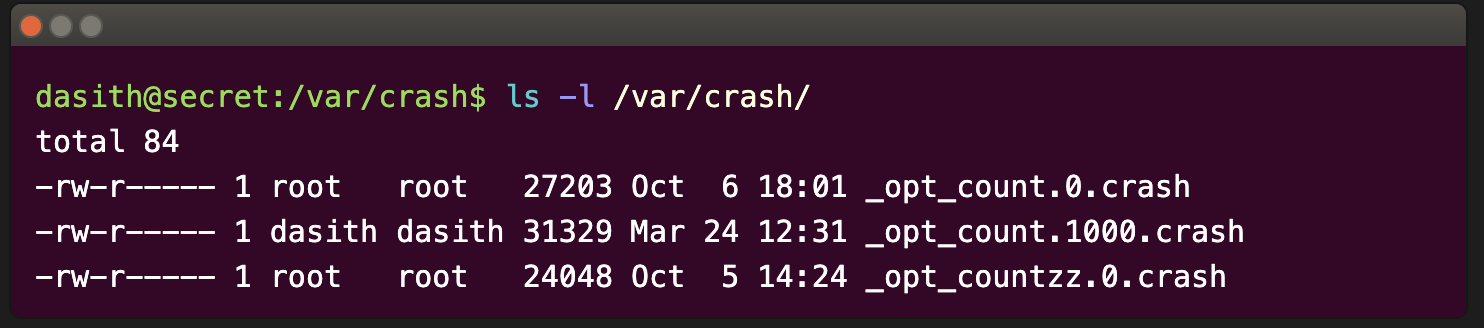 dasith@secret:/var/crash$ ls -l /var/crash/
total 84
-rw-r----- 1 root   root   27203 Oct  6 18:01 _opt_count.0.crash
-rw-r----- 1 dasith dasith 31329 Mar 24 12:31 _opt_count.1000.crash
-rw-r----- 1 root   root   24048 Oct  5 14:24 _opt_countzz.0.crash